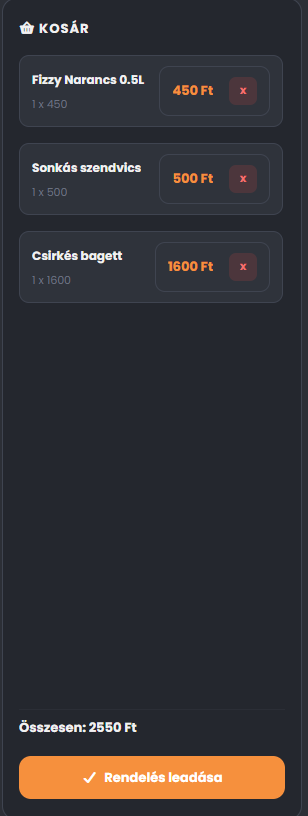 KOSÁR
Fizzy Narancs 0.5L
1 x 450
450 Ft
x
Sonkás szendvics
1 x 500
500 Ft
x
Csirkés bagett
1 x 1600
1600 Ft
x
Összesen: 2550 Ft
Rendelés leadása